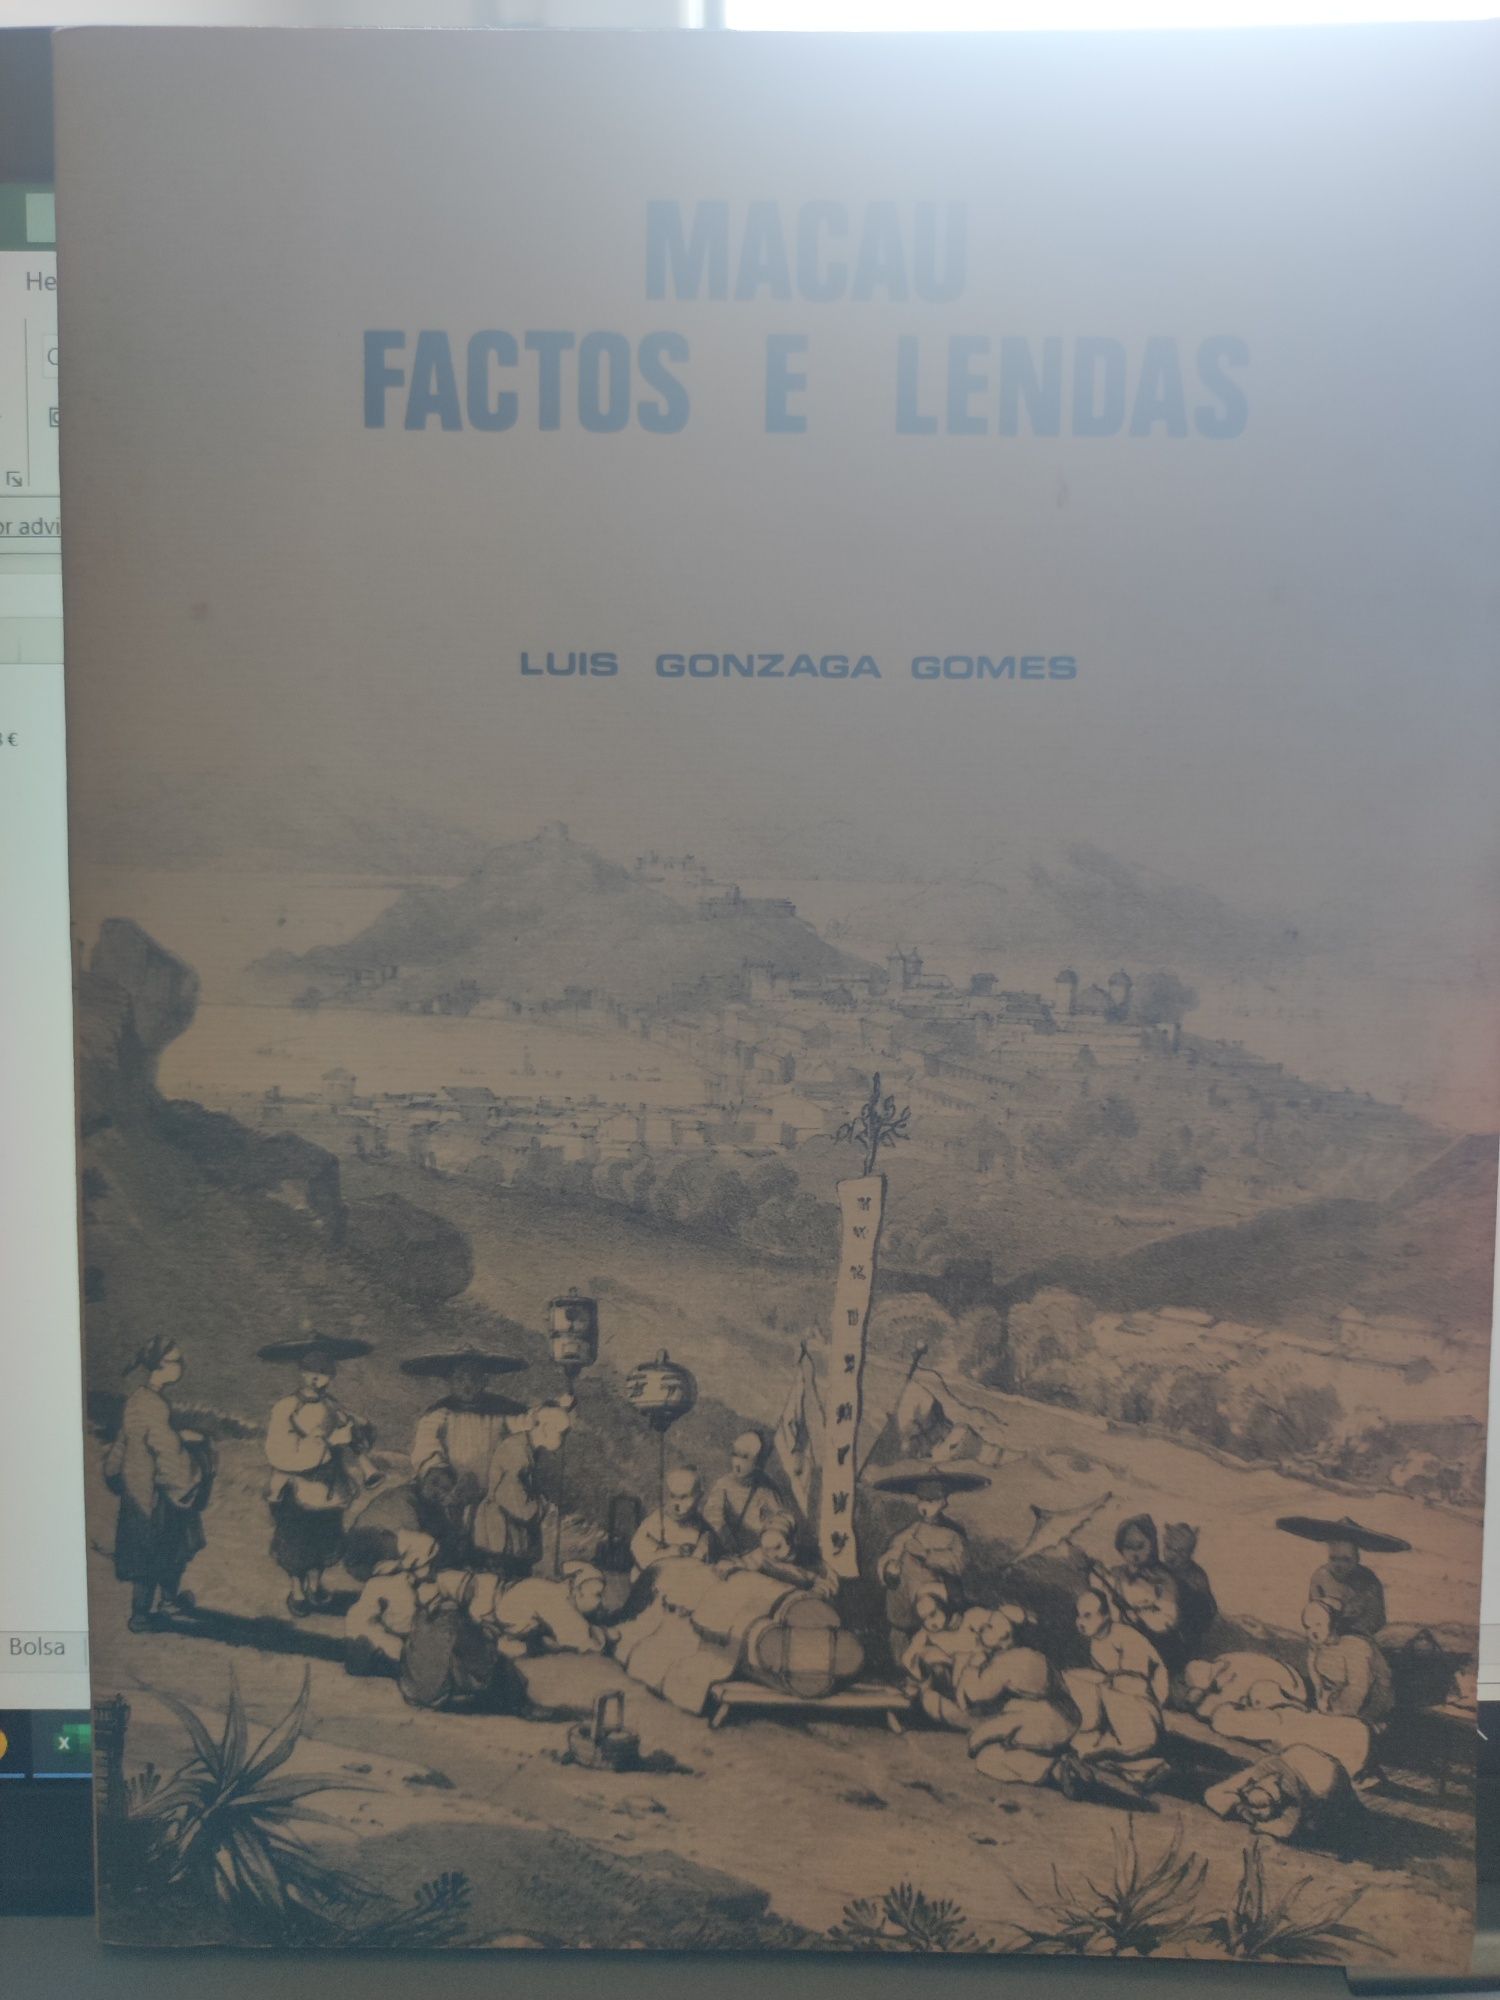 MACAU
FACTOS E LENDAS
LUIS GONZAGA GOMES
He
or advi
€
Bolsa
X